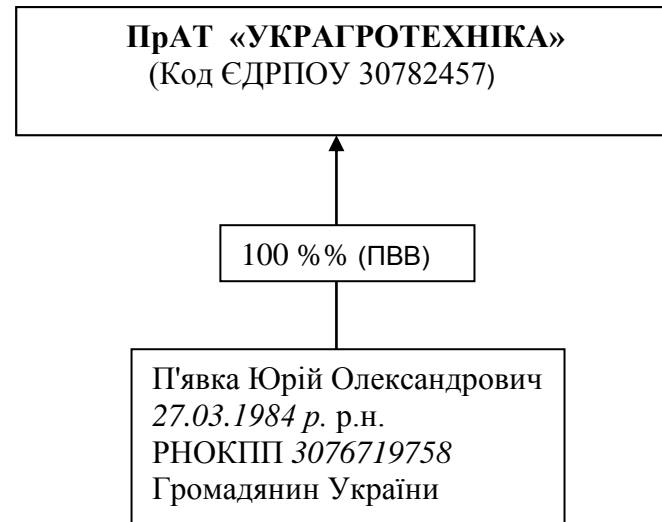 ПрАТ «УКРАГРОТЕХНІКА»
(Код ЄДРПОУ 30782457)
100 %% (ПВВ)
П'явка Юрій Олександрович
27.03.1984 р. р.н.
РНОКПП 3076719758
Громадянин України